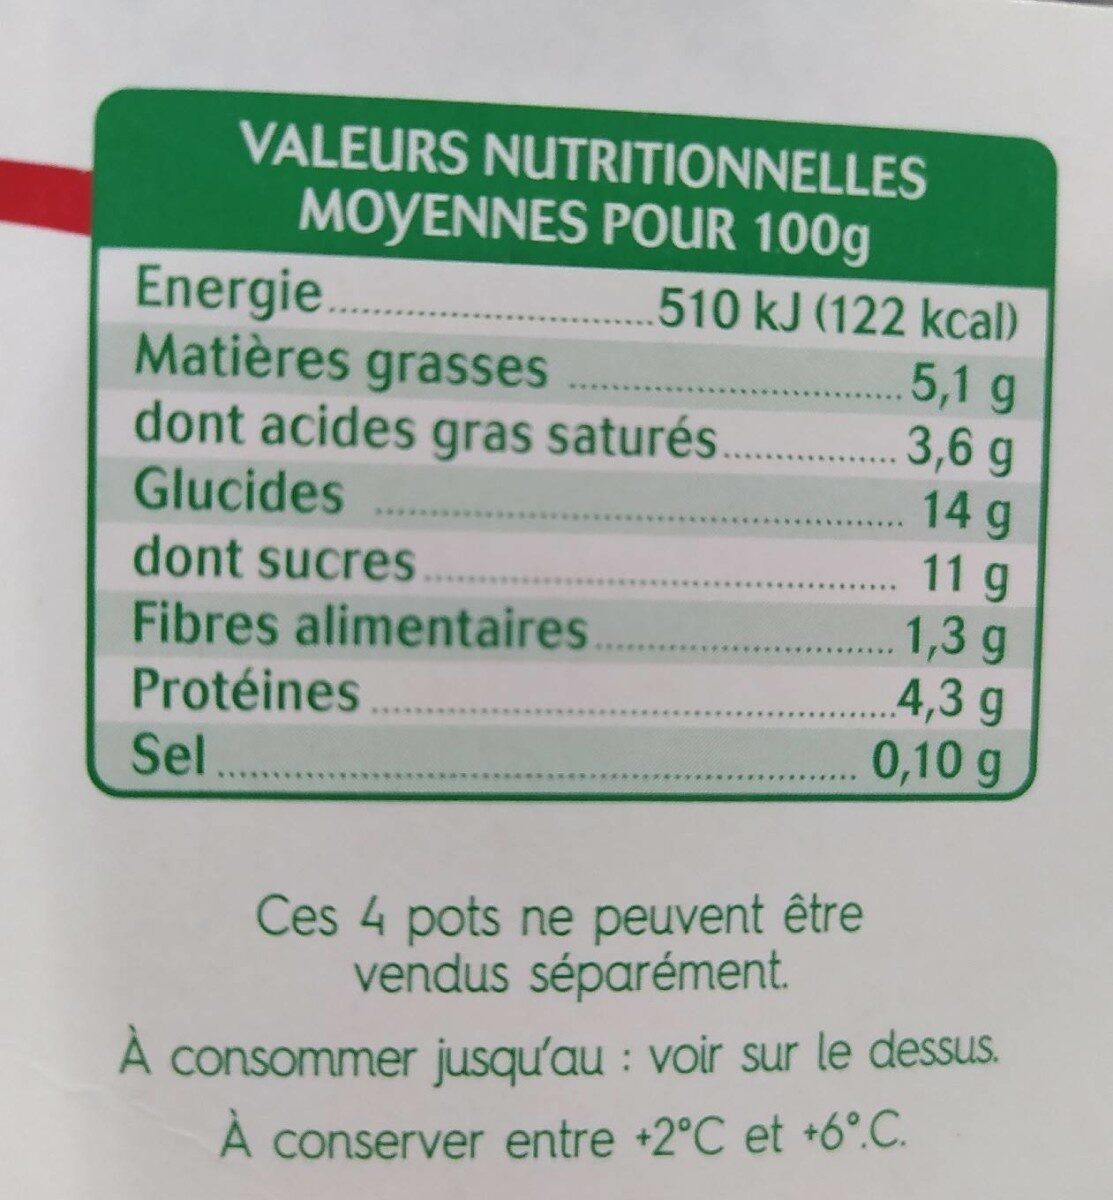 VALEURS NUTRITIONNELLES
MOYENNES POUR 100g
Energie.....510 kJ (122 kcal)
Matières grasses.....5,1 g
dont acides gras saturés.....3,6 g
Glucides.....14 g
dont sucres.....11 g
Fibres alimentaires.....1,3 g
Protéines.....4,3 g
Sel.....0,10 g
Ces 4 pots ne peuvent être
vendus séparément.
À consommer jusqu'au : voir sur le dessus.
À conserver entre +2°C et +6°.C.